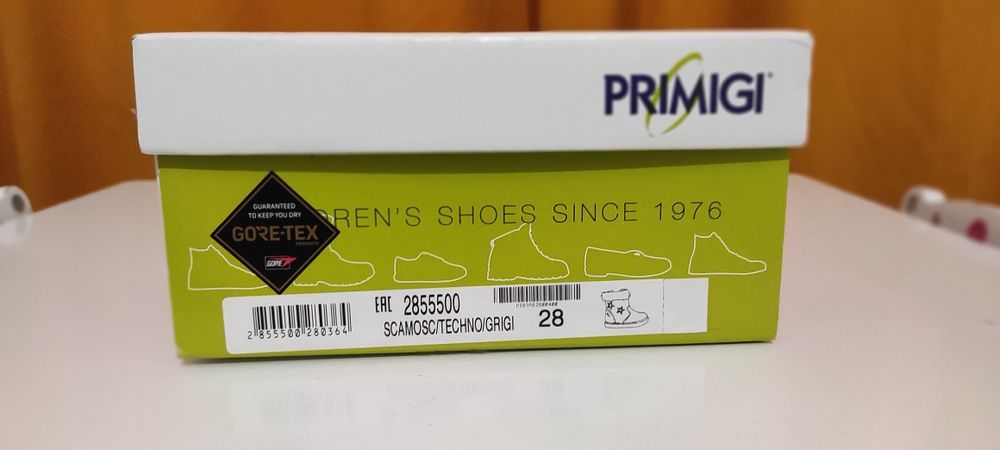 PRIMIGI
GUARANTEED
TO KEEP YOU DRY
GORE-TEX
PRODUCTS
GORE
DREN'S SHOES SINCE 1976
EAC 2855500
SCAMOSC/TECHNO/GRIGI
28
2 855500 280364